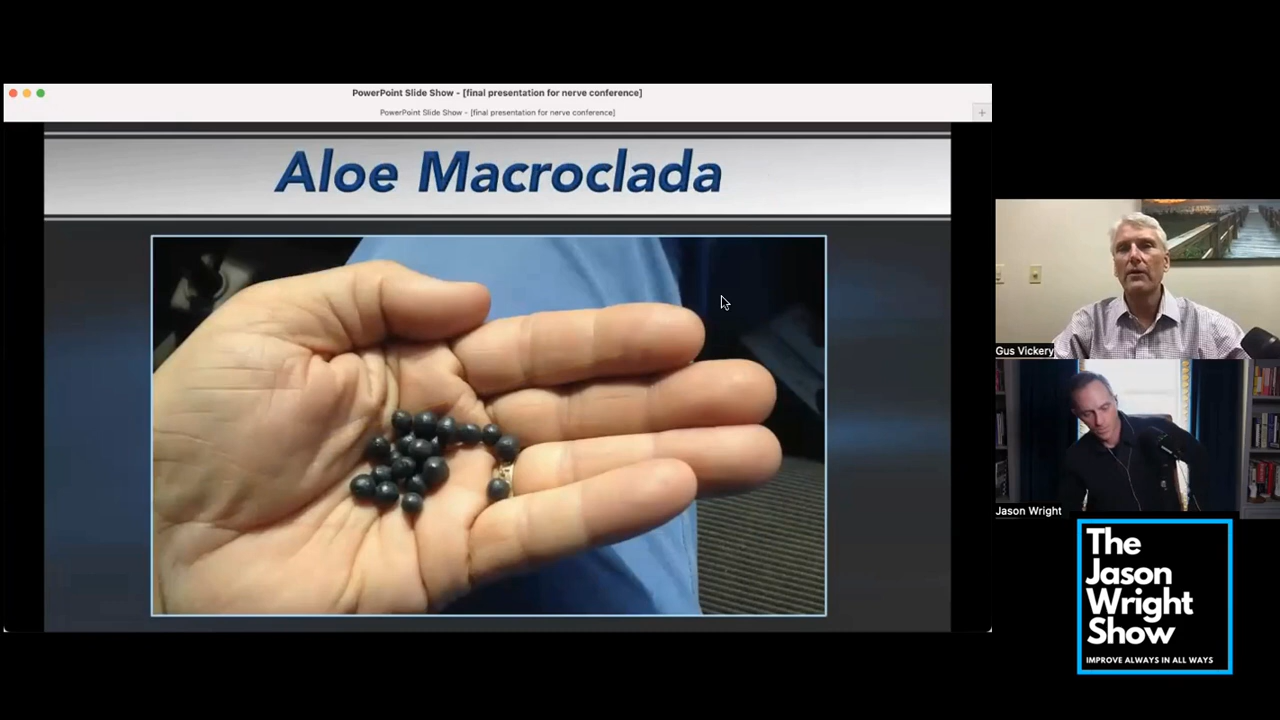 PowerPoint Slide Show - [final presentation for nerve conference]
PowerPoint Slide Show - [final presentation for nerve conference]
Aloe Macroclada
Gus Vickery
Jason Wright
The
Jason
Wright
Show
IMPROVE ALWAYS IN ALL WAYS